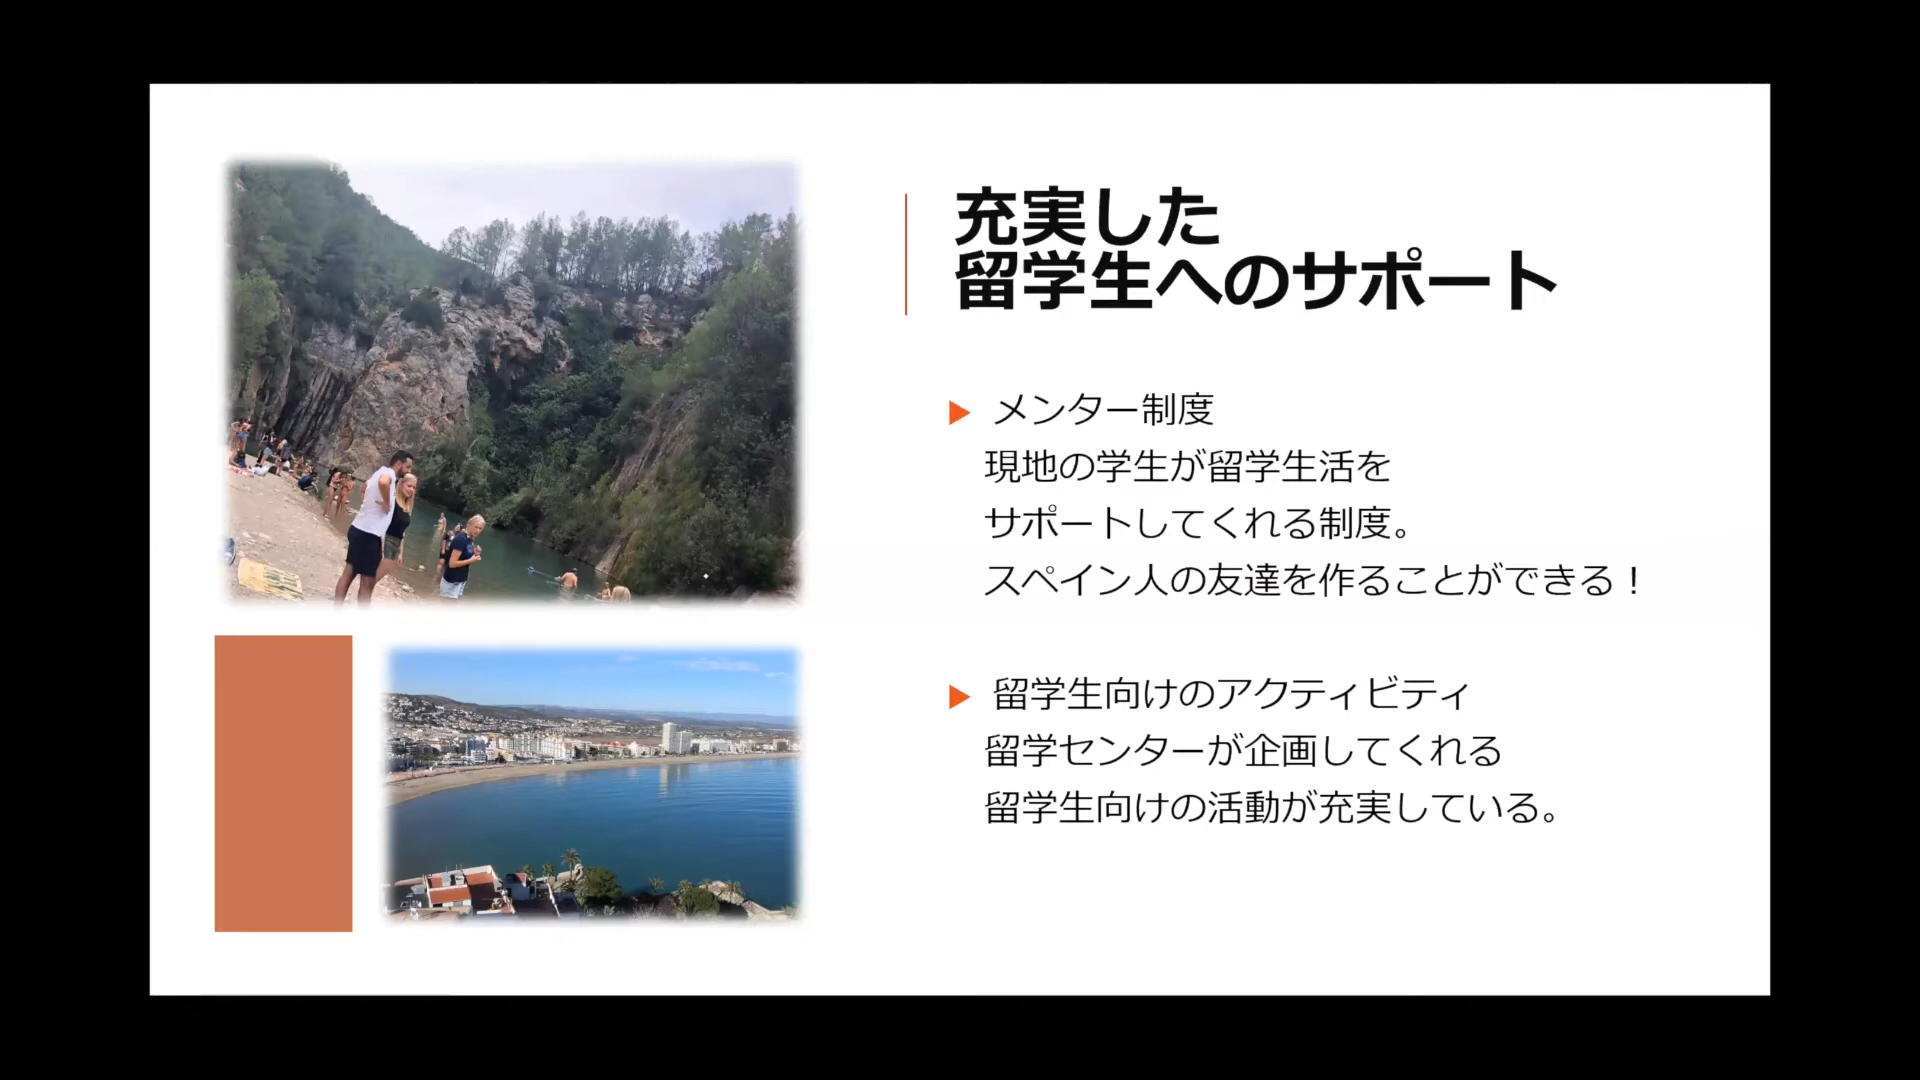 充実した
留学生へのサポート
▶ メンター制度
現地の学生が留学生活を
サポートしてくれる制度。
スペイン人の友達を作ることができる！
▶ 留学生向けのアクティビティ
留学センターが企画してくれる
留学生向けの活動が充実している。